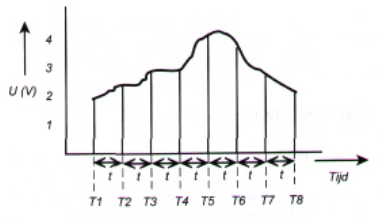 4
3
U (V)
2
1
t t t t t t t
Tijd
T1 T2 T3 T4 T5 T6 T7 T8